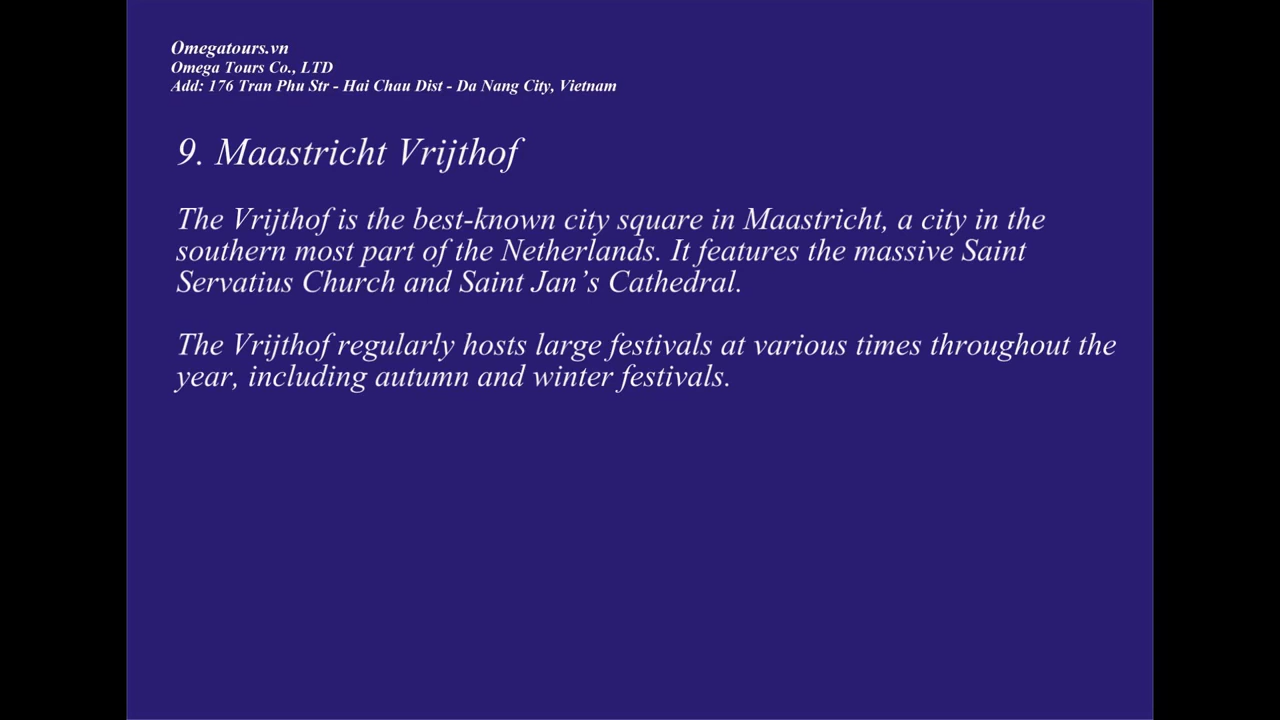 Omegatours.vn
Omega Tours Co., LTD
Add: 176 Tran Phu Str - Hai Chau Dist - Da Nang City, Vietnam
9. Maastricht Vrijthof
The Vrijthof is the best-known city square in Maastricht, a city in the
southern most part of the Netherlands. It features the massive Saint
Servatius Church and Saint Jan’s Cathedral.
The Vrijthof regularly hosts large festivals at various times throughout the
year, including autumn and winter festivals.